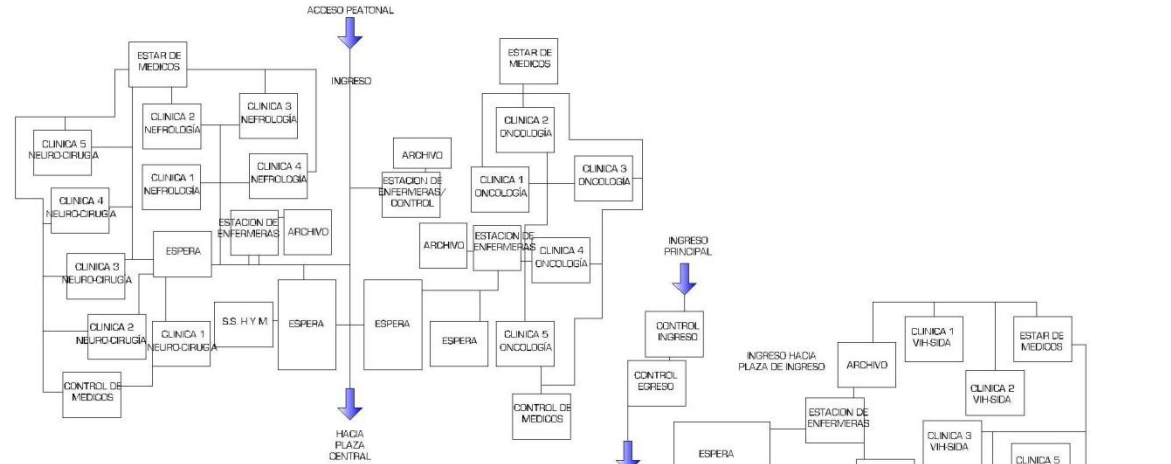 ACCESO PEATONAL
INGRESO
ESTAR DE
MEDICOS
CLINICA 2
NEFROLOGÍA
CLINICA 3
NEFROLOGÍA
CLINICA 5
NEURO-CIRUGIA
CLINICA 1
NEFROLOGÍA
CLINICA 4
NEFROLOGÍA
CLINICA 4
NEURO-CIRUGIA
ESTACION DE
ENFERMERAS
ARCHIVO
ESPERA
CLINICA 3
NEURO-CIRUGIA
CLINICA 2
NEURO-CIRUGIA
CLINICA 1
NEURO-CIRUGIA
S.S. H Y M
ESPERA
CONTROL DE
MEDICOS
ESPERA
HACIA
PLAZA
CENTRAL
ARCHIVO
ESTACION DE
ENFERMERAS/
CONTROL
ESTAR DE
MEDICOS
CLINICA 2
ONCOLOGÍA
CLINICA 1
ONCOLOGÍA
CLINICA 3
ONCOLOGÍA
ARCHIVO
ESTACION DE
ENFERMERAS
CLINICA 4
ONCOLOGÍA
ESPERA
CLINICA 5
ONCOLOGÍA
CONTROL DE
MEDICOS
INGRESO
PRINCIPAL
CONTROL
INGRESO
CONTROL
EGRESO
INGRESO HACIA
PLAZA DE INGRESO
ARCHIVO
CLINICA 1
VIH-SIDA
ESTAR DE
MEDICOS
CLINICA 2
VIH-SIDA
ESTACION DE
ENFERMERAS
CLINICA 3
VIH-SIDA
ESPERA
CLINICA 5